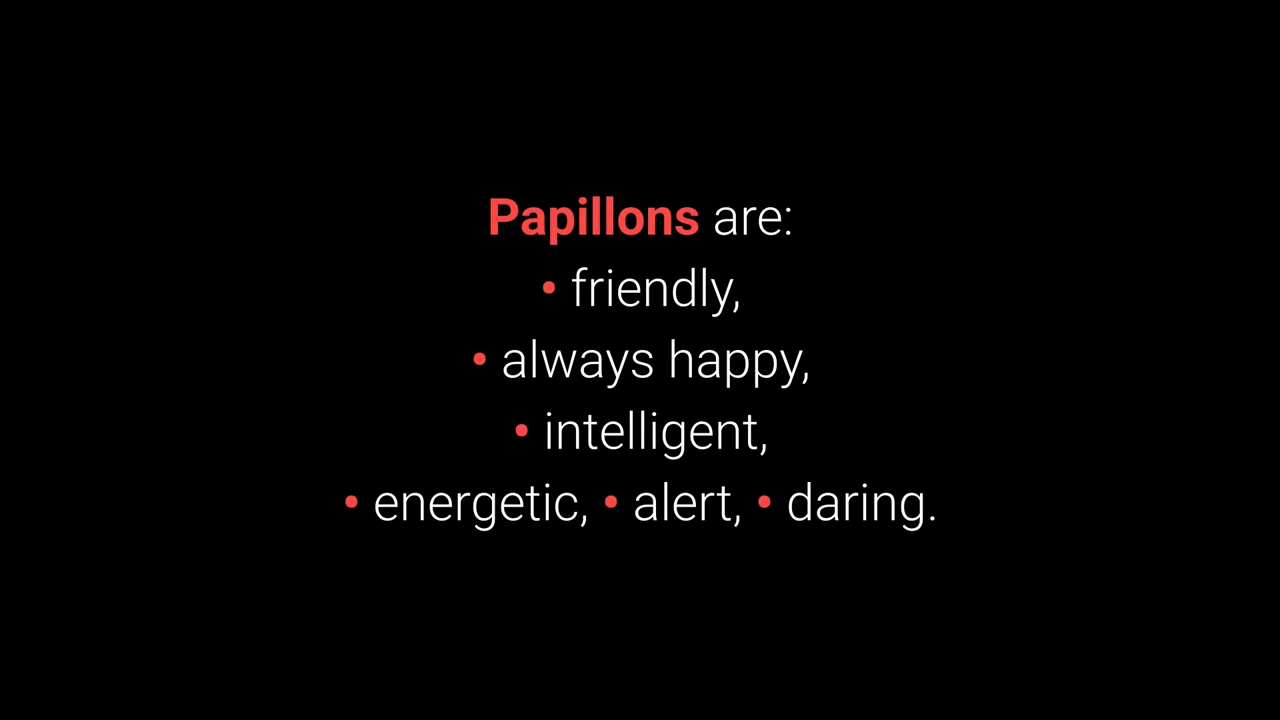 Papillons are:
• friendly,
• always happy,
• intelligent,
• energetic, • alert, • daring.